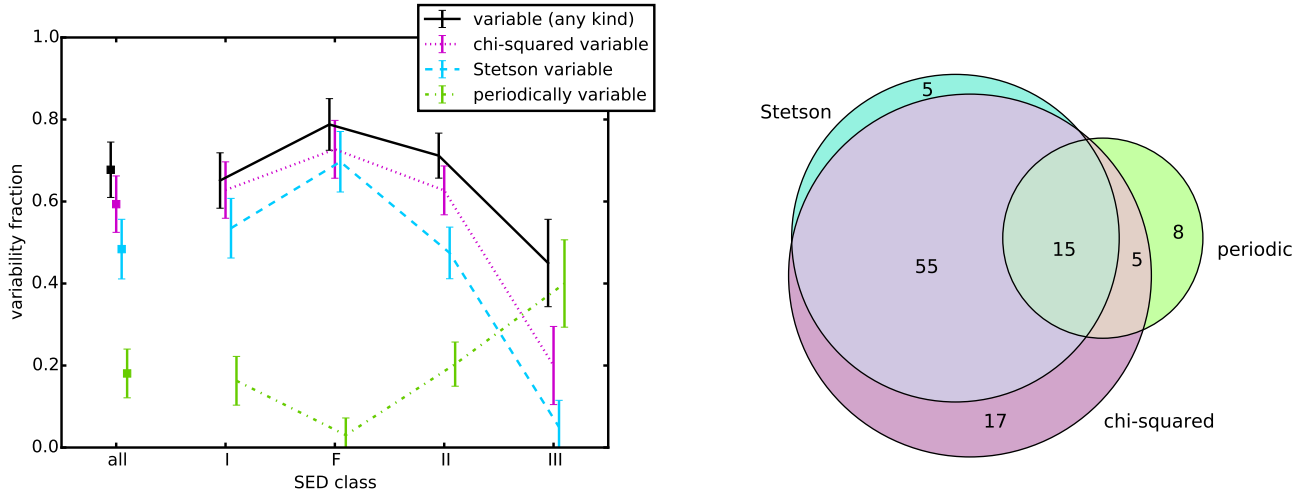 variable (any kind)
chi-squared variable
Stetson variable
periodically variable
1.0
0.8
0.6
0.4
0.2
0.0
variability fraction
all
I
F
II
III
SED class
Stetson
5
55
15
5
8
periodic
17
chi-squared